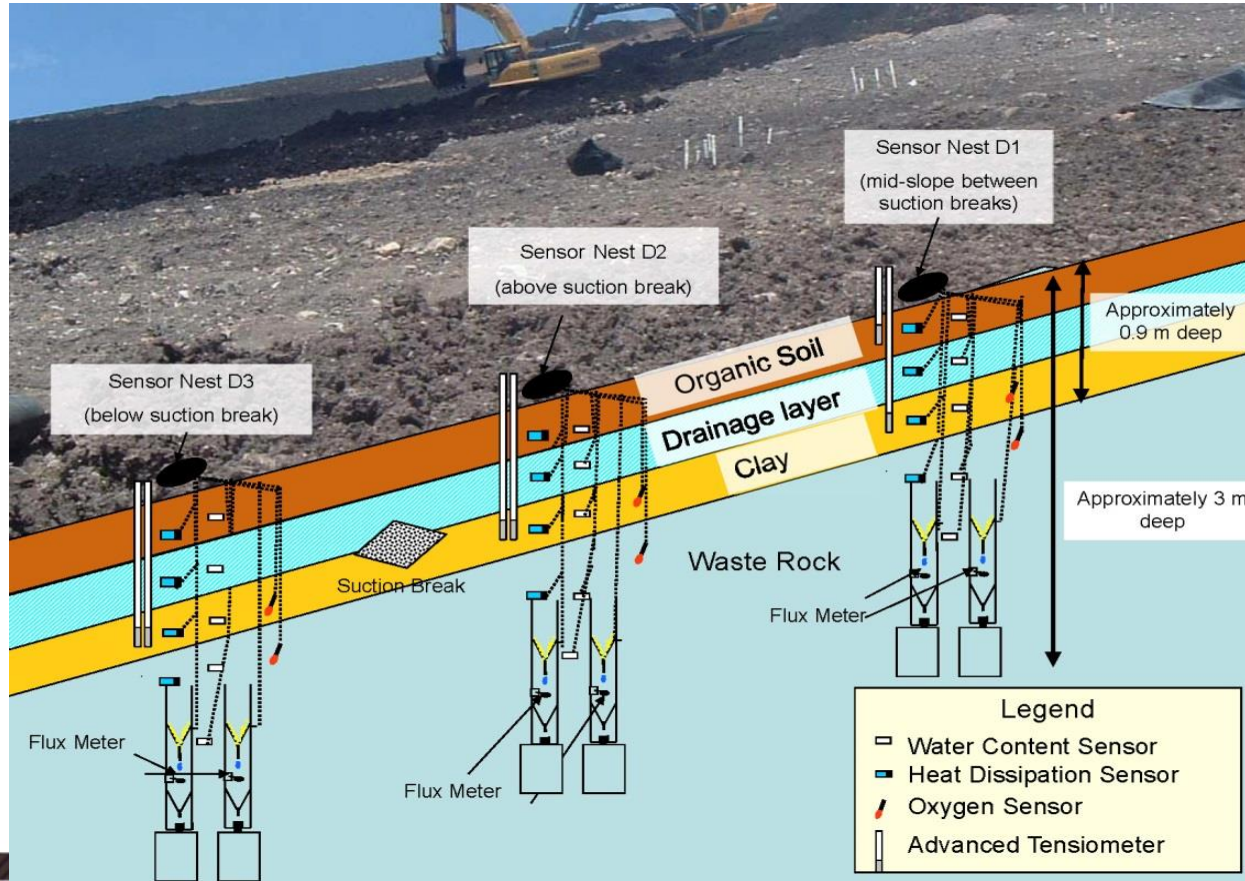 Sensor Nest D1
(mid-slope between
suction breaks)
Sensor Nest D2
(above suction break)
Sensor Nest D3
(below suction break)
Approximately
0.9 m deep
Organic Soil
Drainage layer
Clay
Suction Break
Waste Rock
Approximately 3 m
deep
Flux Meter
Flux Meter
Flux Meter
Legend
Water Content Sensor
Heat Dissipation Sensor
Oxygen Sensor
Advanced Tensiometer